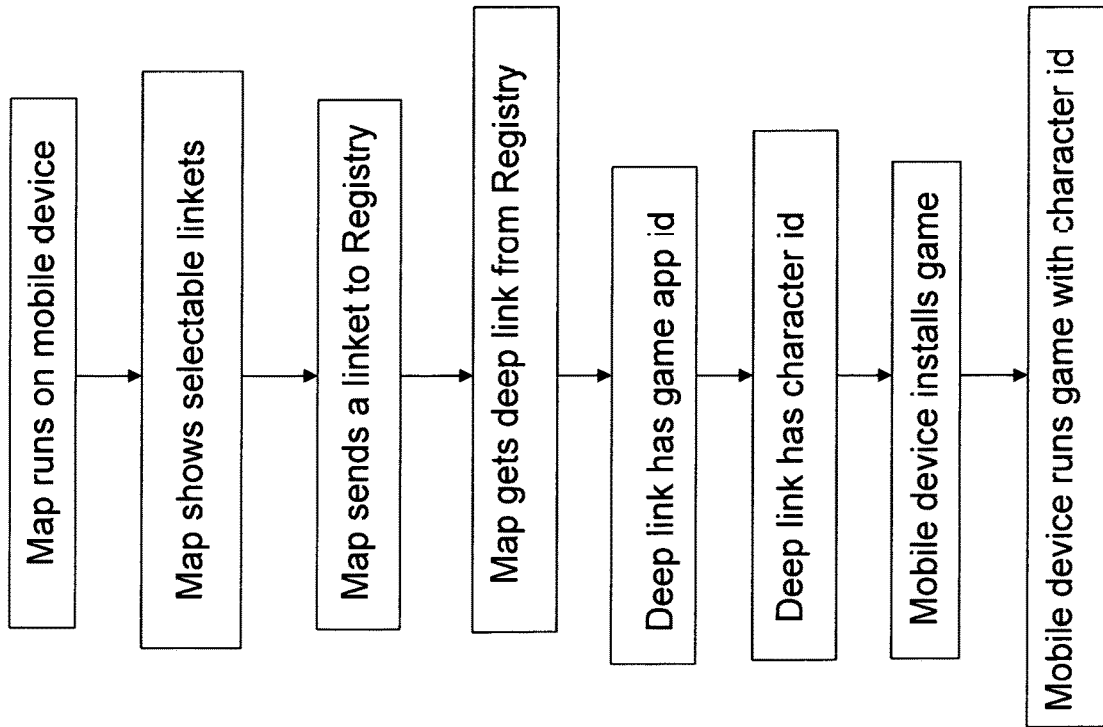 Map runs on mobile device
Map shows selectable linkets
Map sends a linket to Registry
Map gets deep link from Registry
Deep link has game app id
Deep link has character id
Mobile device installs game
Mobile device runs game with character id